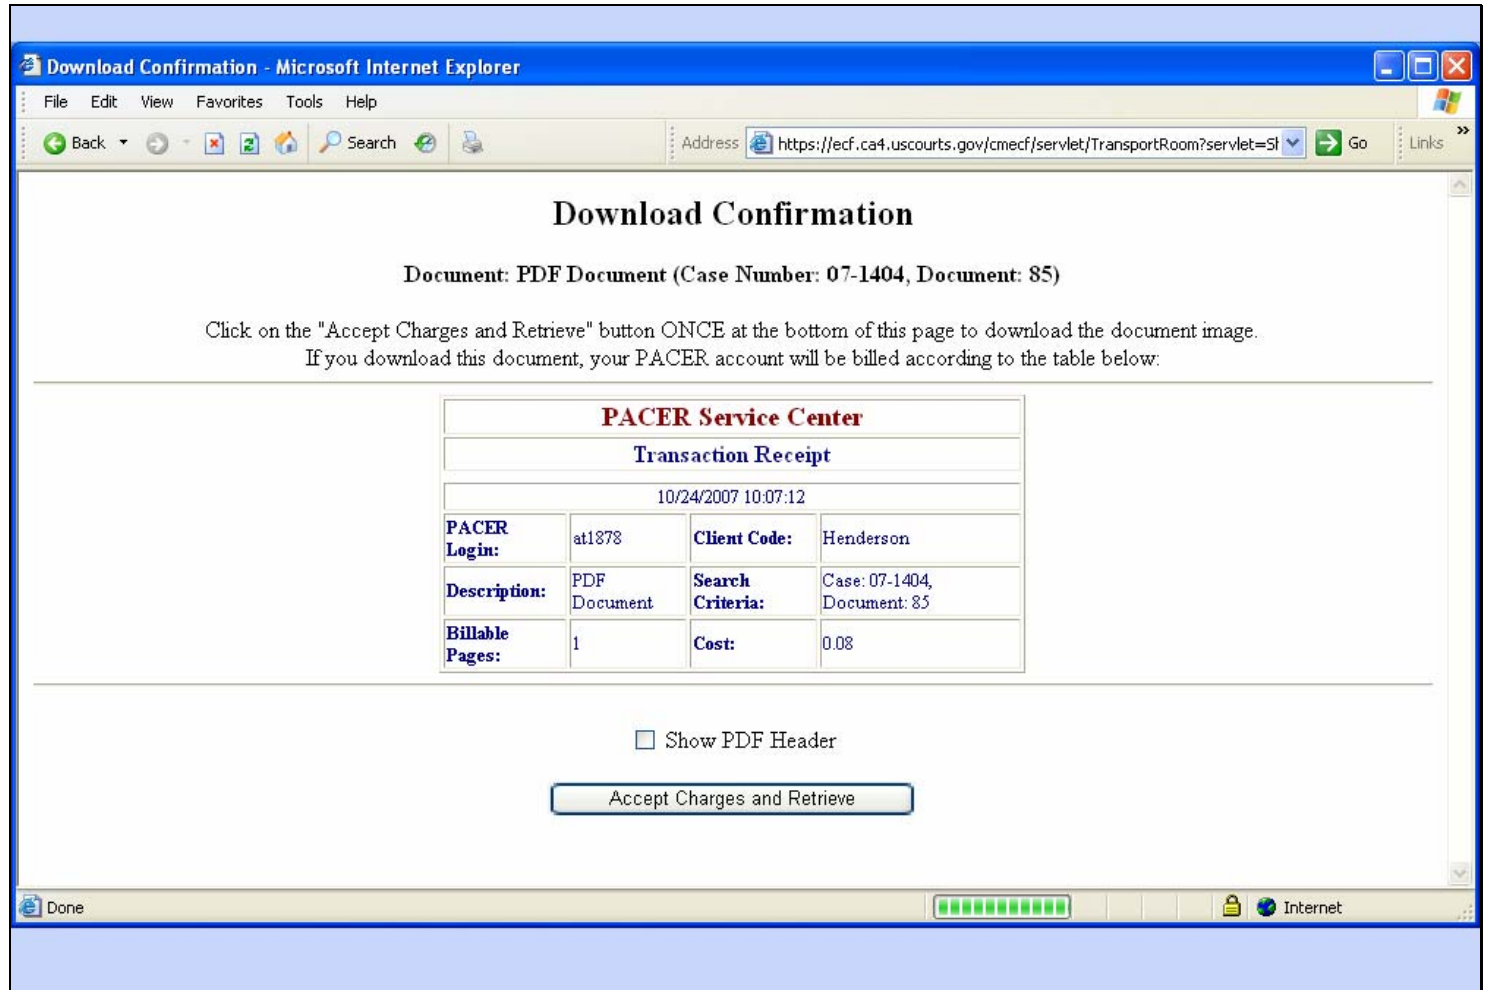 Download Confirmation - Microsoft Internet Explorer
File Edit View Favorites Tools Help
Back Search Address https://ecf.ca4.uscourts.gov/cmecf/servlet/TransportRoom?servlet=Sh Go Links »
Download Confirmation
Document: PDF Document (Case Number: 07-1404, Document: 85)
Click on the "Accept Charges and Retrieve" button ONCE at the bottom of this page to download the document image.
If you download this document, your PACER account will be billed according to the table below:
PACER Service Center
Transaction Receipt
10/24/2007 10:07:12
PACER Login: at1878 Client Code: Henderson
Description: PDF Document Search Criteria: Case: 07-1404, Document: 85
Billable Pages: 1 Cost: 0.08
Show PDF Header
Accept Charges and Retrieve
Done Internet